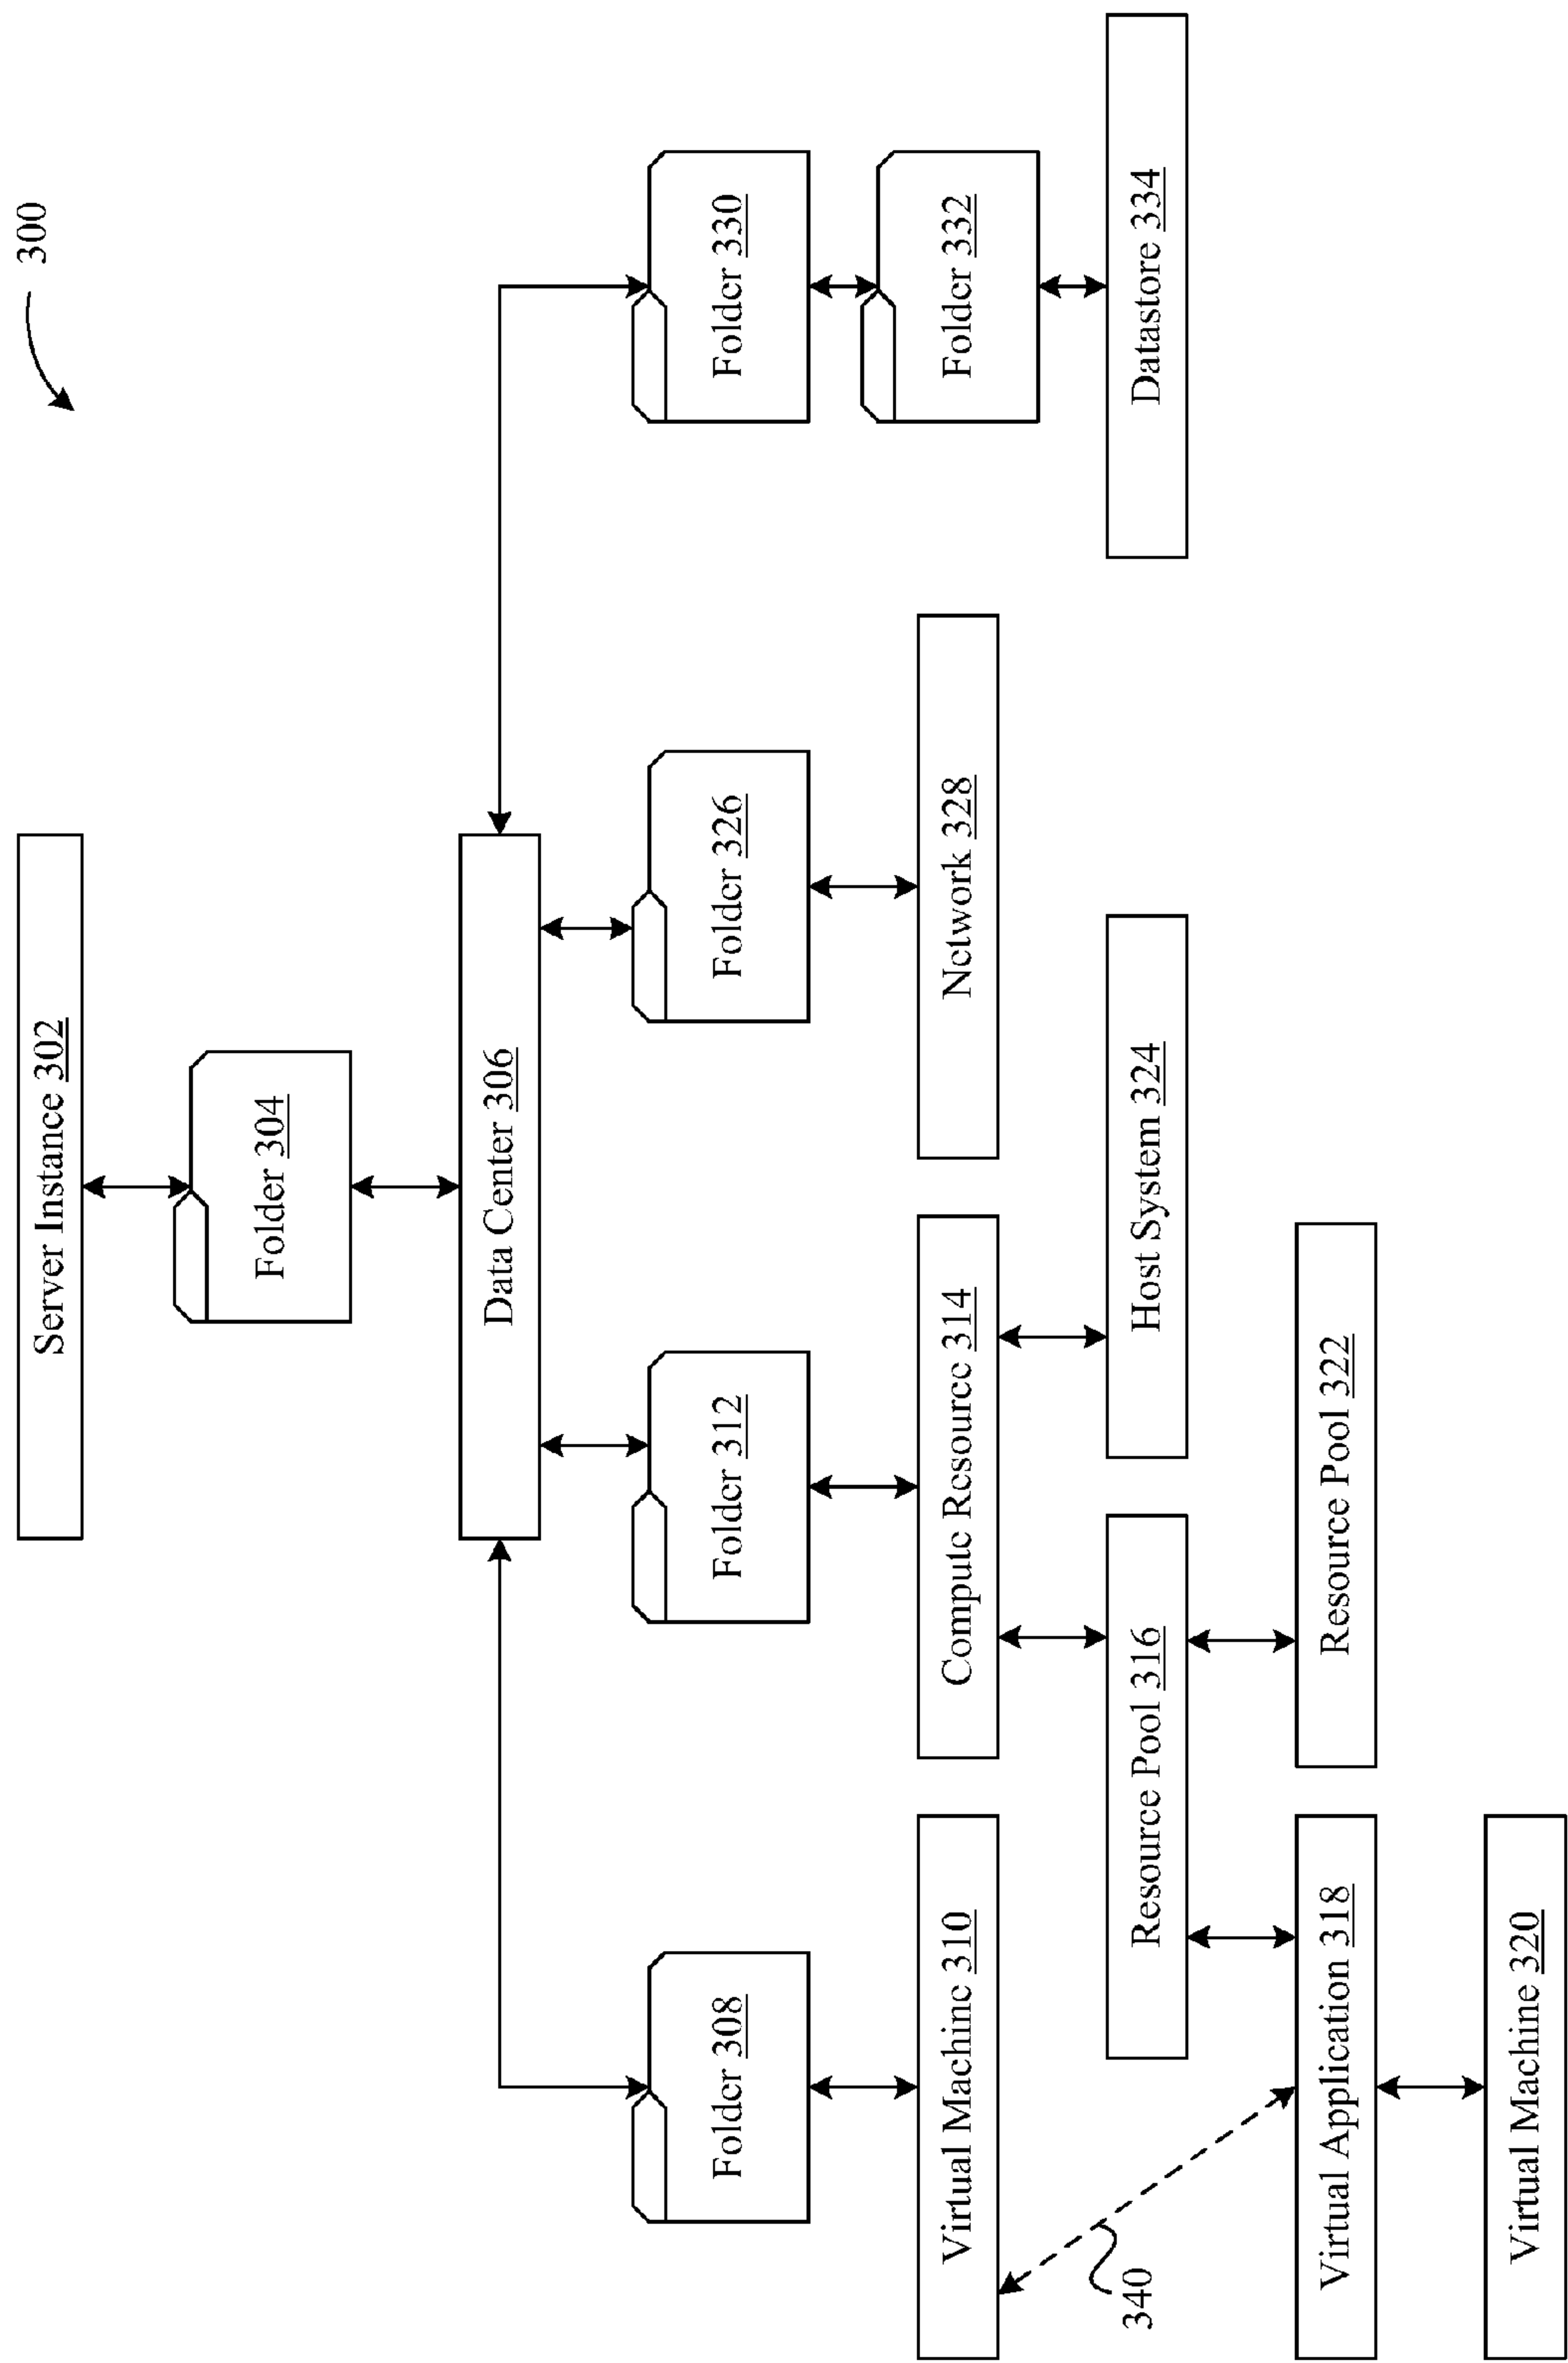 300
Server Instance 302
Folder 304
Data Center 306
Folder 308
Folder 312
Folder 326
Folder 330
Virtual Machine 310
Compute Resource 314
Network 328
Folder 332
Resource Pool 316
Host System 324
Datastore 334
340
Virtual Application 318
Resource Pool 322
Virtual Machine 320